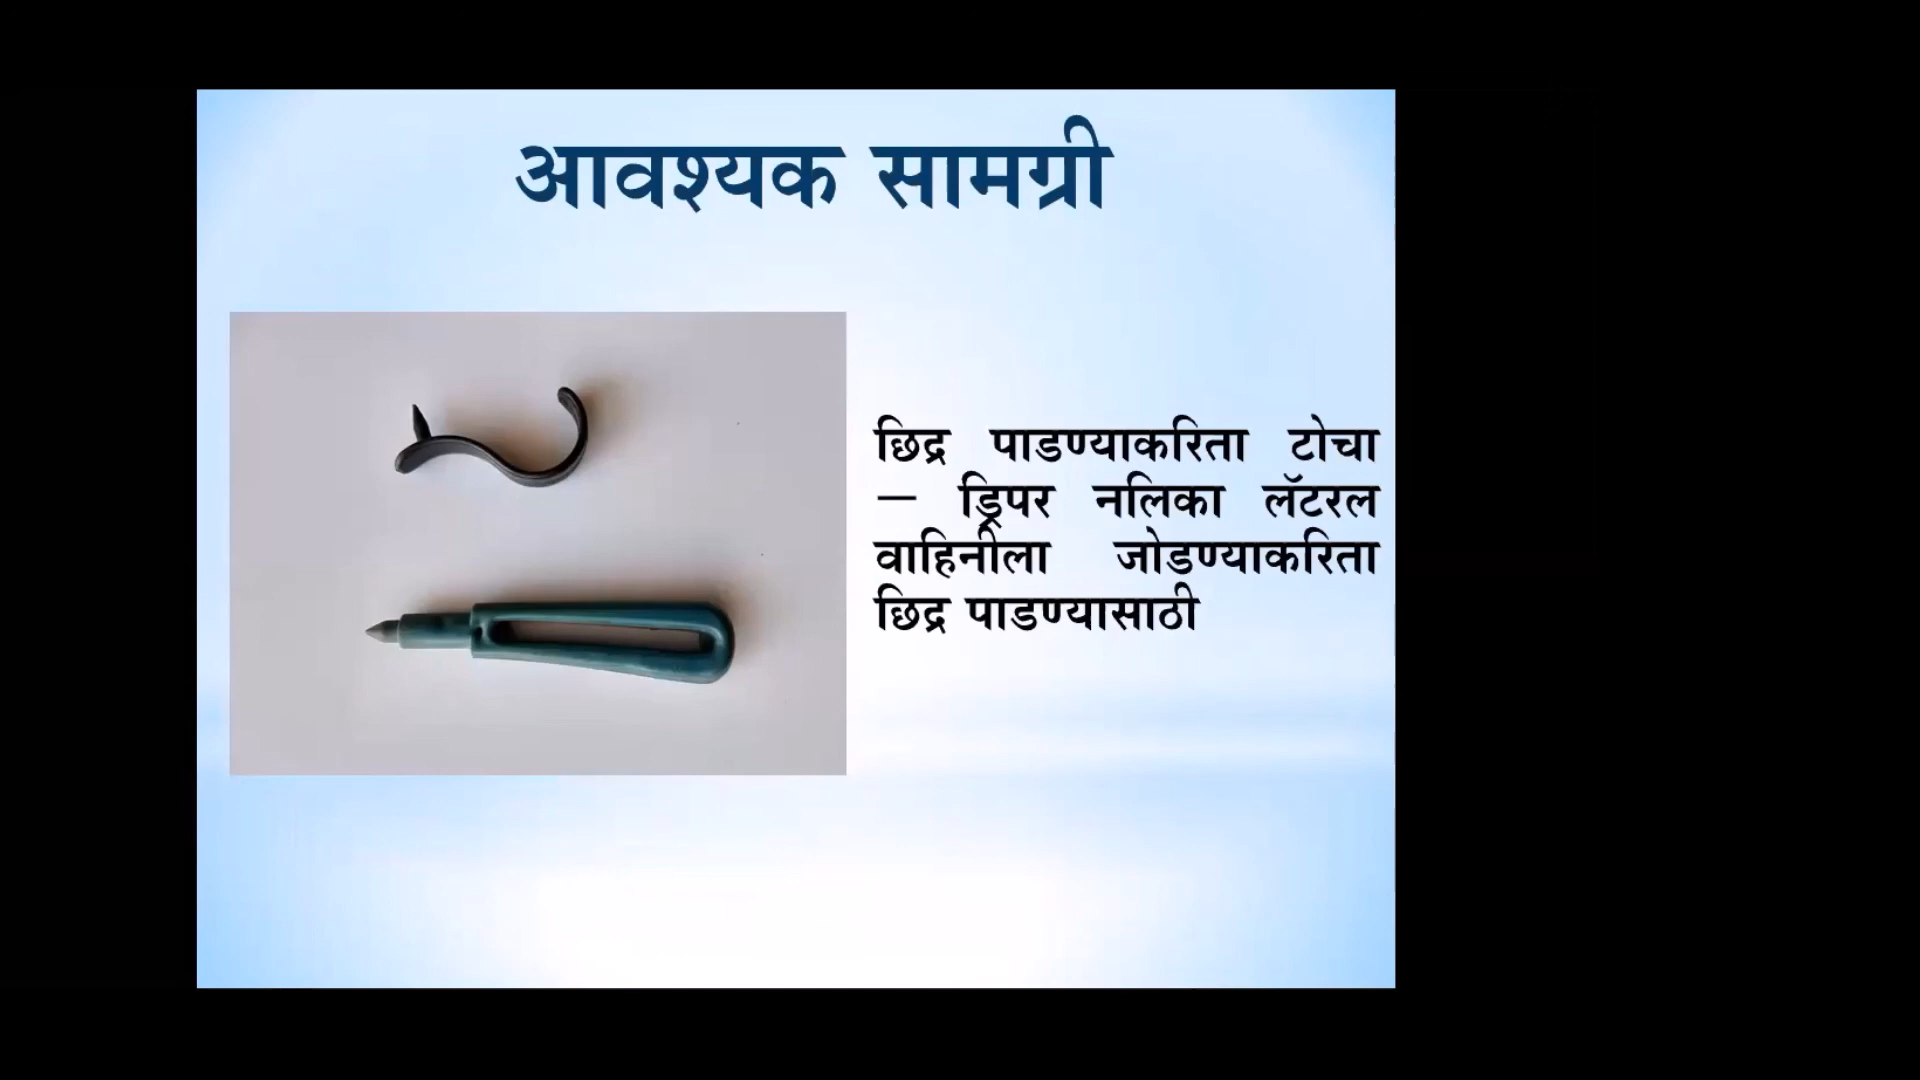 आवश्यक सामग्री
छिद्र पाडण्याकरिता टोचा
– ड्रिपर नलिका लॅटरल
वाहिनीला जोडण्याकरिता
छिद्र पाडण्यासाठी